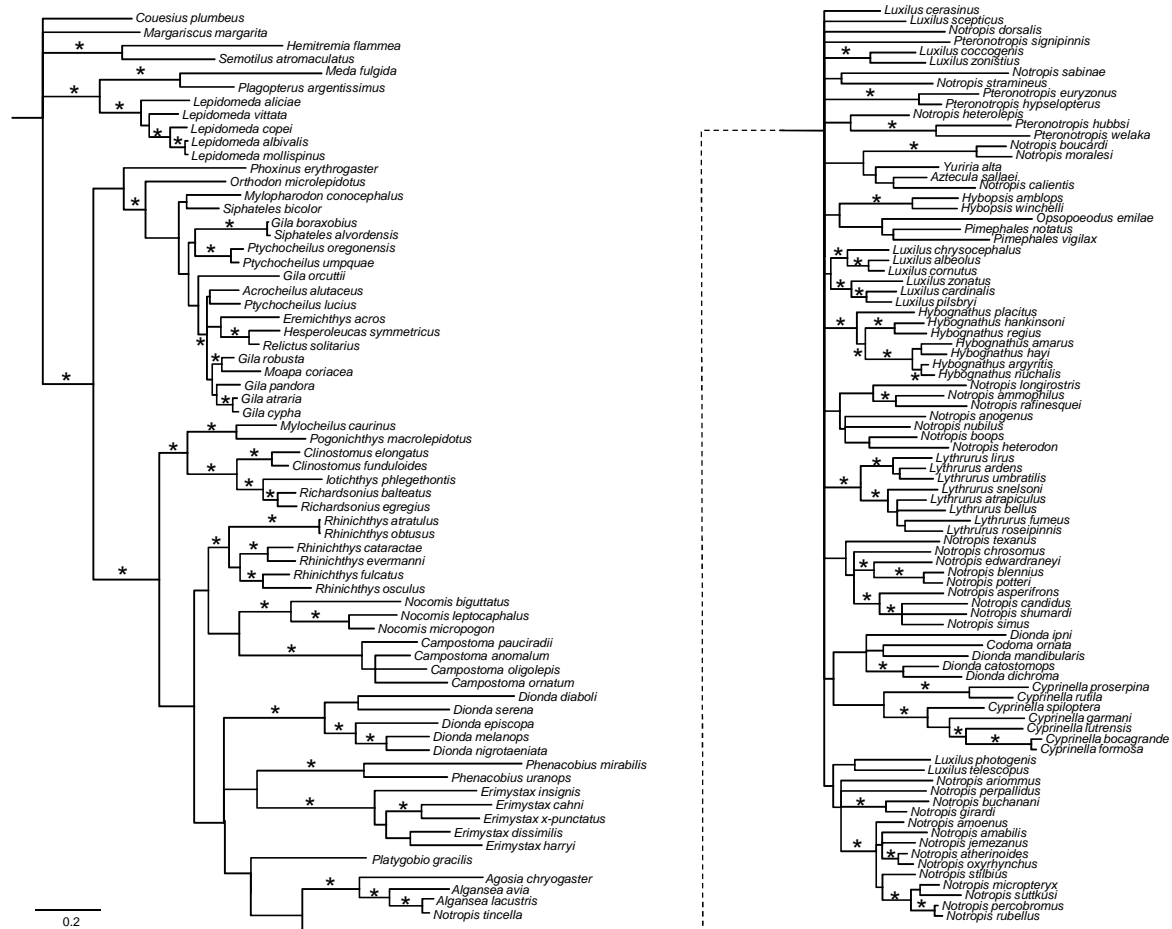 Couesius plumbeus
Margariscus margarita
*
Hemitremia flammea
Semotilus atromaculatus
*
Meda fulgida
*
Plagopterus argentissimus
*
Lepidomeda aliciae
Lepidomeda vittata
*
Lepidomeda copei
*
Lepidomeda albivalis
Lepidomeda mollispinus
Phoxinus erythrogaster
Orthodon microlepidotus
*
Mylopharodon conocephalus
Siphateles bicolor
*
Gila boraxobius
Siphateles alvordensis
*
Ptychocheilus oregonensis
Ptychocheilus umpquae
Gila orcuttii
Acrocheilus alutaceus
Ptychocheilus lucius
Eremichthys acros
*
Hesperoleucas symmetricus
*
Relictus solitarius
*
Gila robusta
Moapa coriacea
*
Gila pandora
*
Gila atraria
Gila cypha
*
Mylocheilus caurinus
Pogonichthys macrolepidotus
*
*
Clinostomus elongatus
Clinostomus funduloides
*
Iotichthys phlegethontis
*
Richardsonius balteatus
Richardsonius egregius
*
Rhinichthys atratulus
Rhinichthys obtusus
*
*
Rhinichthys cataractae
Rhinichthys evermanni
*
Rhinichthys fulcatus
Rhinichthys osculus
*
*
Nocomis biguttatus
*
Nocomis leptocephalus
Nocomis micropogon
*
Campostoma pauciradii
Campostoma anomalum
Campostoma oligolepis
Campostoma ornatum
Dionda diaboli
*
Dionda serena
*
Dionda episcopa
*
Dionda melanops
Dionda nigrotaeniata
*
Phenacobius mirabilis
Phenacobius uranops
*
Erimystax insignis
*
Erimystax cahni
Erimystax x-punctatus
Erimystax dissimilis
Erimystax harryi
Platygobio gracilis
*
Agosia chryogaster
*
Algansea avia
*
Algansea lacustris
Notropis tincella
0.2
Luxilus cerasinus
Luxilus scepticus
Notropis dorsalis
Pteronotropis signipinnis
*
Luxilus coccogenis
Luxilus zonistius
Notropis sabinae
Notropis stramineus
*
Pteronotropis euryzonus
Pteronotropis hypselopterus
Notropis heterolepis
*
Pteronotropis hubbsi
Pteronotropis welaka
*
Notropis boucardi
Notropis moralesi
Yuriria alta
Aztecula sallaei
Notropis calientis
*
Hybopsis amblops
Hybopsis winchelli
Opsopoeodus emilae
Pimephales notatus
Pimephales vigilax
*
Luxilus chrysocephalus
*
Luxilus albeolus
Luxilus cornutus
*
Luxilus zonatus
*
Luxilus cardinalis
Luxilus pilsbryi
*
Hybognathus placitus
*
Hybognathus hankinsoni
Hybognathus regius
*
*
Hybognathus amarus
Hybognathus hayi
Hybognathus argyritis
*
Hybognathus nuchalis
Notropis longirostris
*
Notropis ammophilus
Notropis rafinesquei
Notropis anogenus
Notropis nubilus
Notropis boops
Notropis heterodon
*
*
Lythrurus lirus
Lythrurus ardens
Lythrurus umbratilis
*
Lythrurus snelsoni
Lythrurus atrapiculus
Lythrurus bellus
Lythrurus fumeus
Lythrurus roseipinnis
Notropis texanus
Notropis chrosomus
*
Notropis edwardraneyi
*
Notropis blennius
Notropis potteri
*
Notropis asperifrons
*
Notropis candidus
Notropis shumardi
Notropis simus
Dionda ipni
Codoma ornata
Dionda mandibularis
*
Dionda catostomops
Dionda dichroma
*
Cyprinella proserpina
Cyprinella rutila
*
Cyprinella spiloptera
Cyprinella garmani
*
Cyprinella lutrensis
*
Cyprinella bocagrande
Cyprinella formosa
Luxilus photogenis
Luxilus telescopus
Notropis ariommus
Notropis perpallidus
*
Notropis buchanani
Notropis girardi
*
Notropis amoenus
Notropis amabilis
Notropis jemezanus
*
Notropis atherinoides
Notropis oxyrhynchus
Notropis stilbius
*
Notropis micropteryx
Notropis suttkusi
*
Notropis percobromus
Notropis rubellus